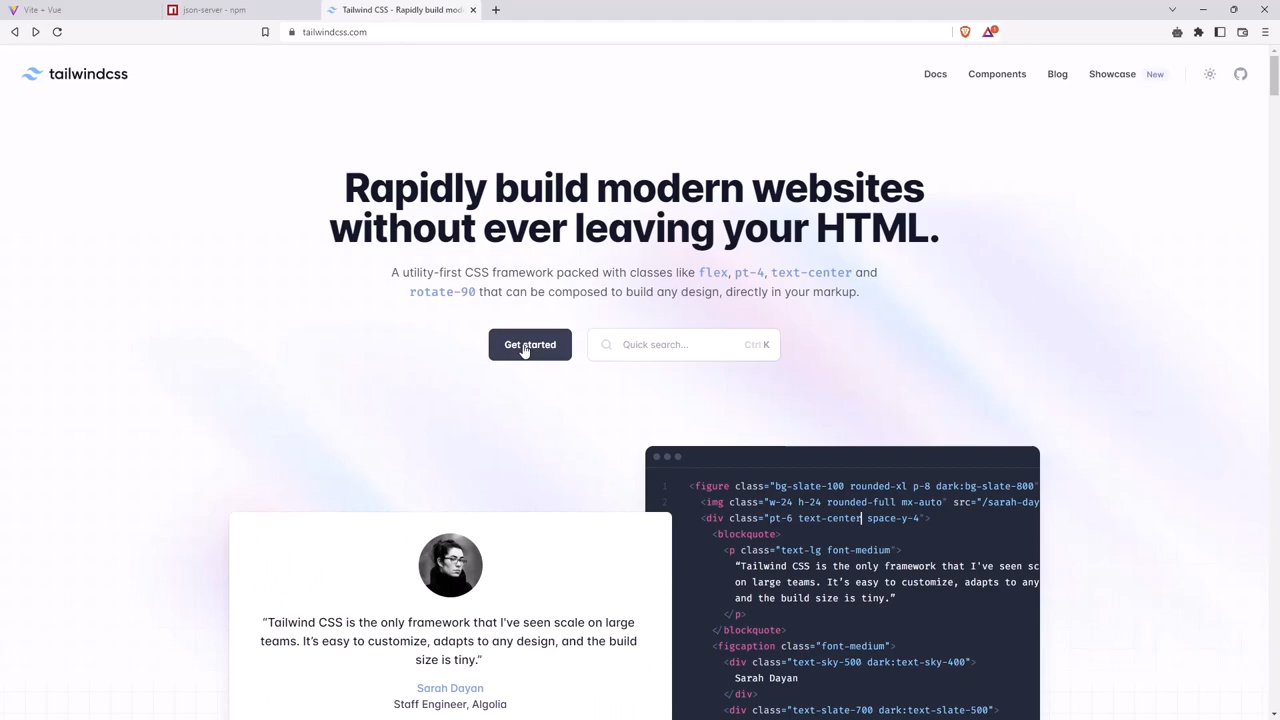 Vite + Vue
json-server - npm
Tailwind CSS - Rapidly build mode
tailwindcss.com
1
tailwindcss
Docs
Components
Blog
Showcase
New
Rapidly build modern websites
without ever leaving your HTML.
A utility-first CSS framework packed with classes like flex, pt-4, text-center and
rotate-90 that can be composed to build any design, directly in your markup.
Get started
Quick search...
Ctrl K
1 <figure class="bg-slate-100 rounded-xl p-8 dark:bg-slate-800"
2 <img class="w-24 h-24 rounded-full mx-auto" src="/sarah-day
<div class="pt-6 text-center space-y-4">
<blockquote>
<p class="text-lg font-medium">
“Tailwind CSS is the only framework that I've seen sc
on large teams. It’s easy to customize, adapts to any
and the build size is tiny.”
</p>
</blockquote>
<figcaption class="font-medium">
<div class="text-sky-500 dark:text-sky-400">
Sarah Dayan
</div>
<div class="text-slate-700 dark:text-slate-500">
“Tailwind CSS is the only framework that I've seen scale on large
teams. It’s easy to customize, adapts to any design, and the build
size is tiny.”
Sarah Dayan
Staff Engineer, Algolia